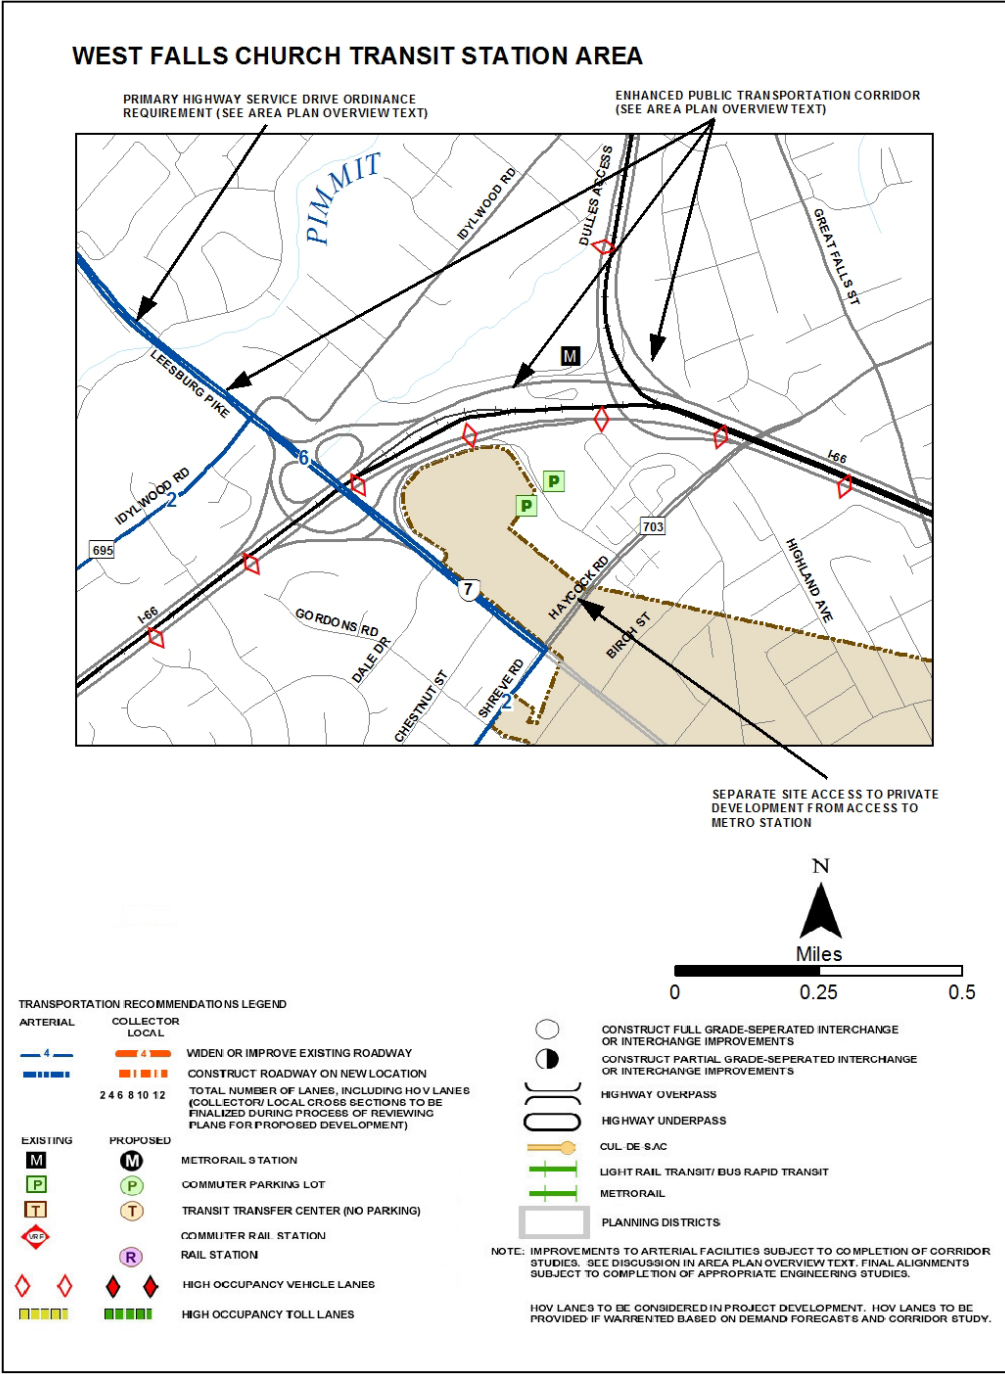 WEST FALLS CHURCH TRANSIT STATION AREA
PRIMARY HIGHWAY SERVICE DRIVE ORDINANCE
REQUIREMENT (SEE AREA PLAN OVERVIEW TEXT)
ENHANCED PUBLIC TRANSPORTATION CORRIDOR
(SEE AREA PLAN OVERVIEW TEXT)
PIMMIT
IDYLWOOD RD
DULLES ACCESS
GREAT FALLS ST
M
LEESBURG PIKE
6
I-66
IDYLWOOD RD
2
P
P
703
695
HIGHLAND AVE
7
HAYCOCK RD
I-66
GORDONS RD
BIRCH ST
DALE DR
CHESTNUT ST
SHREVE RD
2
SEPARATE SITE ACCESS TO PRIVATE
DEVELOPMENT FROM ACCESS TO
METRO STATION
N
Miles
0 0.25 0.5
TRANSPORTATION RECOMMENDATIONS LEGEND
ARTERIAL
COLLECTOR
LOCAL
4 4 WIDEN OR IMPROVE EXISTING ROADWAY
CONSTRUCT ROADWAY ON NEW LOCATION
2 4 6 8 10 12 TOTAL NUMBER OF LANES, INCLUDING HOV LANES
(COLLECTOR/ LOCAL CROSS SECTIONS TO BE
FINALIZED DURING PROCESS OF REVIEWING
PLANS FOR PROPOSED DEVELOPMENT)
EXISTING PROPOSED
M M METRORAIL STATION
P P COMMUTER PARKING LOT
T T TRANSIT TRANSFER CENTER (NO PARKING)
VRE COMMUTER RAIL STATION
R RAIL STATION
HIGH OCCUPANCY VEHICLE LANES
HIGH OCCUPANCY TOLL LANES
CONSTRUCT FULL GRADE-SEPERATED INTERCHANGE
OR INTERCHANGE IMPROVEMENTS
CONSTRUCT PARTIAL GRADE-SEPERATED INTERCHANGE
OR INTERCHANGE IMPROVEMENTS
HIGHWAY OVERPASS
HIGHWAY UNDERPASS
CUL-DE-SAC
LIGHT RAIL TRANSIT/ BUS RAPID TRANSIT
METRORAIL
PLANNING DISTRICTS
NOTE: IMPROVEMENTS TO ARTERIAL FACILITIES SUBJECT TO COMPLETION OF CORRIDOR
STUDIES. SEE DISCUSSION IN AREA PLAN OVERVIEW TEXT. FINAL ALIGNMENTS
SUBJECT TO COMPLETION OF APPROPRIATE ENGINEERING STUDIES.
HOV LANES TO BE CONSIDERED IN PROJECT DEVELOPMENT. HOV LANES TO BE
PROVIDED IF WARRENTED BASED ON DEMAND FORECASTS AND CORRIDOR STUDY.